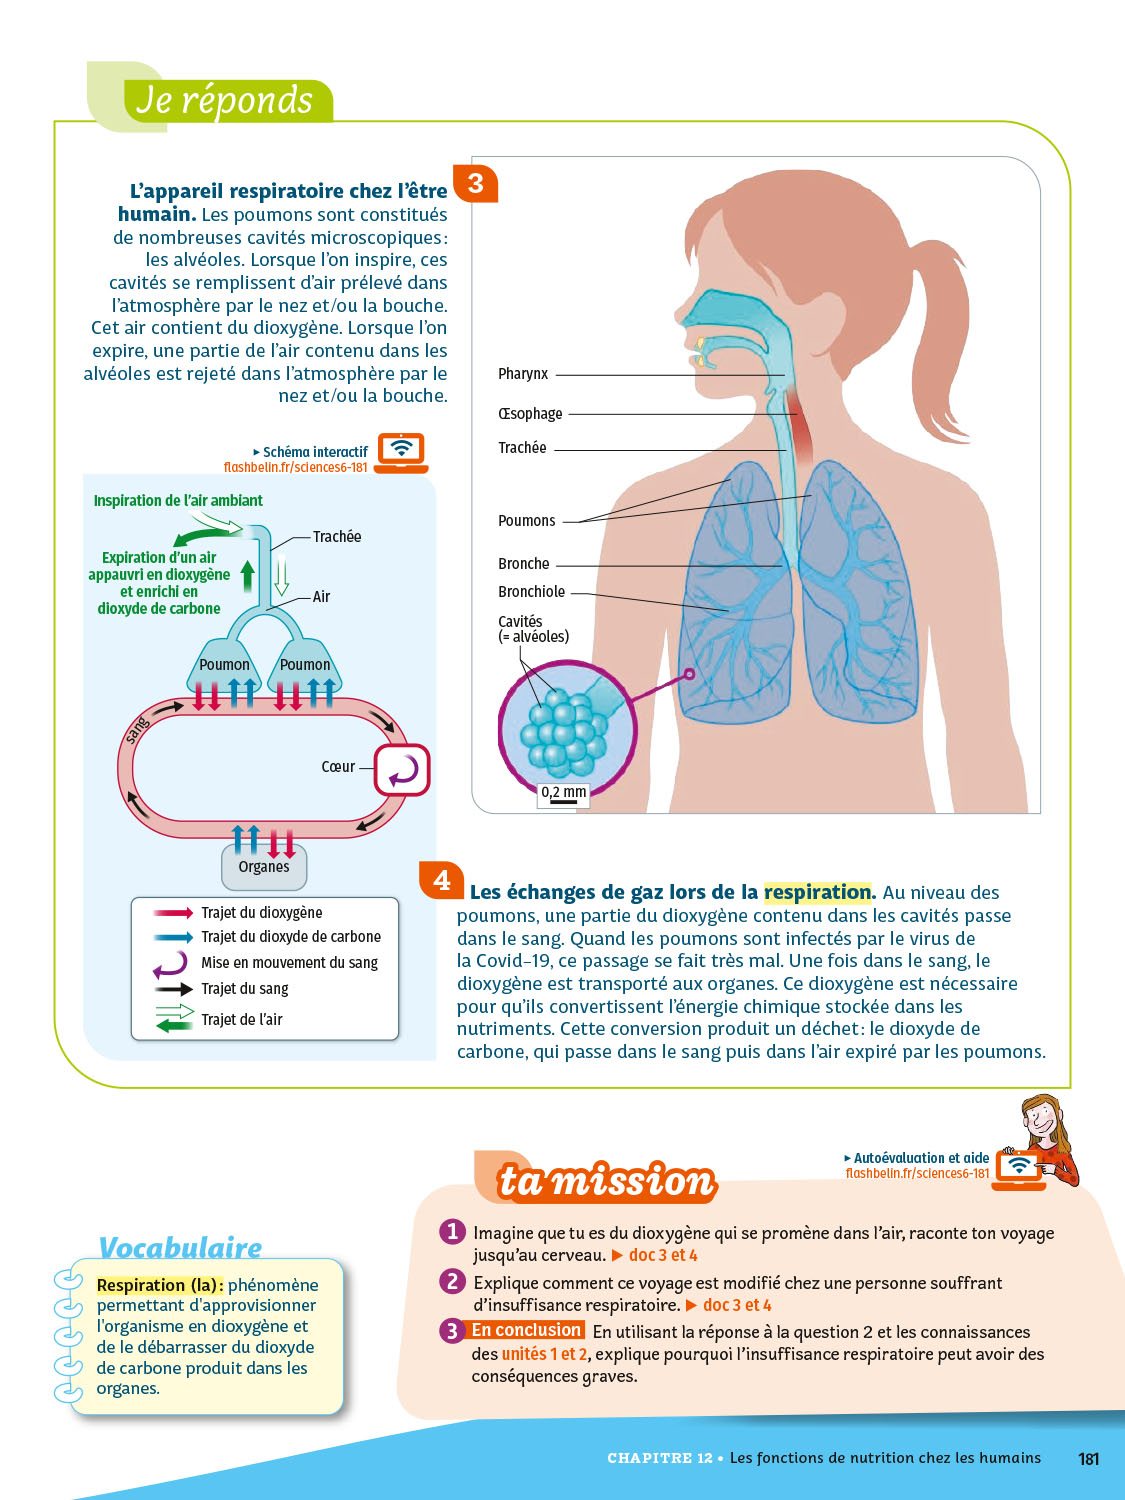 Je réponds
L'appareil respiratoire chez l'être
humain. Les poumons sont constitués
de nombreuses cavités microscopiques :
les alvéoles. Lorsque l'on inspire, ces
cavités se remplissent d'air prélevé dans
l'atmosphère par le nez et/ou la bouche.
Cet air contient du dioxygène. Lorsque l'on
expire, une partie de l'air contenu dans les
alvéoles est rejeté dans l'atmosphère par le
nez et/ou la bouche.
3
Pharynx
Œsophage
Trachée
Poumons
Bronche
Bronchiole
Cavités
(= alvéoles)
0,2 mm
▸ Schéma interactif
flashbelin.fr/sciences6-181
Inspiration de l'air ambiant
Expiration d'un air
appauvri en dioxygène
et enrichi en
dioxyde de carbone
Trachée
Air
Poumon
Poumon
sang
Cœur
Organes
Trajet du dioxygène
Trajet du dioxyde de carbone
Mise en mouvement du sang
Trajet du sang
Trajet de l'air
4
Les échanges de gaz lors de la respiration. Au niveau des
poumons, une partie du dioxygène contenu dans les cavités passe
dans le sang. Quand les poumons sont infectés par le virus de
la Covid-19, ce passage se fait très mal. Une fois dans le sang, le
dioxygène est transporté aux organes. Ce dioxygène est nécessaire
pour qu'ils convertissent l'énergie chimique stockée dans les
nutriments. Cette conversion produit un déchet : le dioxyde de
carbone, qui passe dans le sang puis dans l'air expiré par les poumons.
Vocabulaire
Respiration (la) : phénomène
permettant d'approvisionner
l'organisme en dioxygène et
de le débarrasser du dioxyde
de carbone produit dans les
organes.
ta mission
▸ Autoévaluation et aide
flashbelin.fr/sciences6-181
1 Imagine que tu es du dioxygène qui se promène dans l'air, raconte ton voyage
jusqu'au cerveau. ▶ doc 3 et 4
2 Explique comment ce voyage est modifié chez une personne souffrant
d'insuffisance respiratoire. ▶ doc 3 et 4
3 En conclusion En utilisant la réponse à la question 2 et les connaissances
des unités 1 et 2, explique pourquoi l'insuffisance respiratoire peut avoir des
conséquences graves.
CHAPITRE 12 • Les fonctions de nutrition chez les humains 181